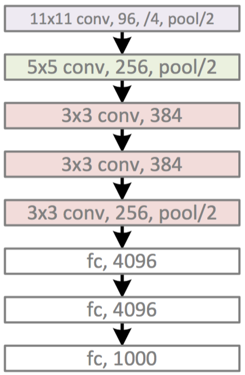 11x11 conv, 96, /4, pool/2
5x5 conv, 256, pool/2
3x3 conv, 384
3x3 conv, 384
3x3 conv, 256, pool/2
fc, 4096
fc, 4096
fc, 1000